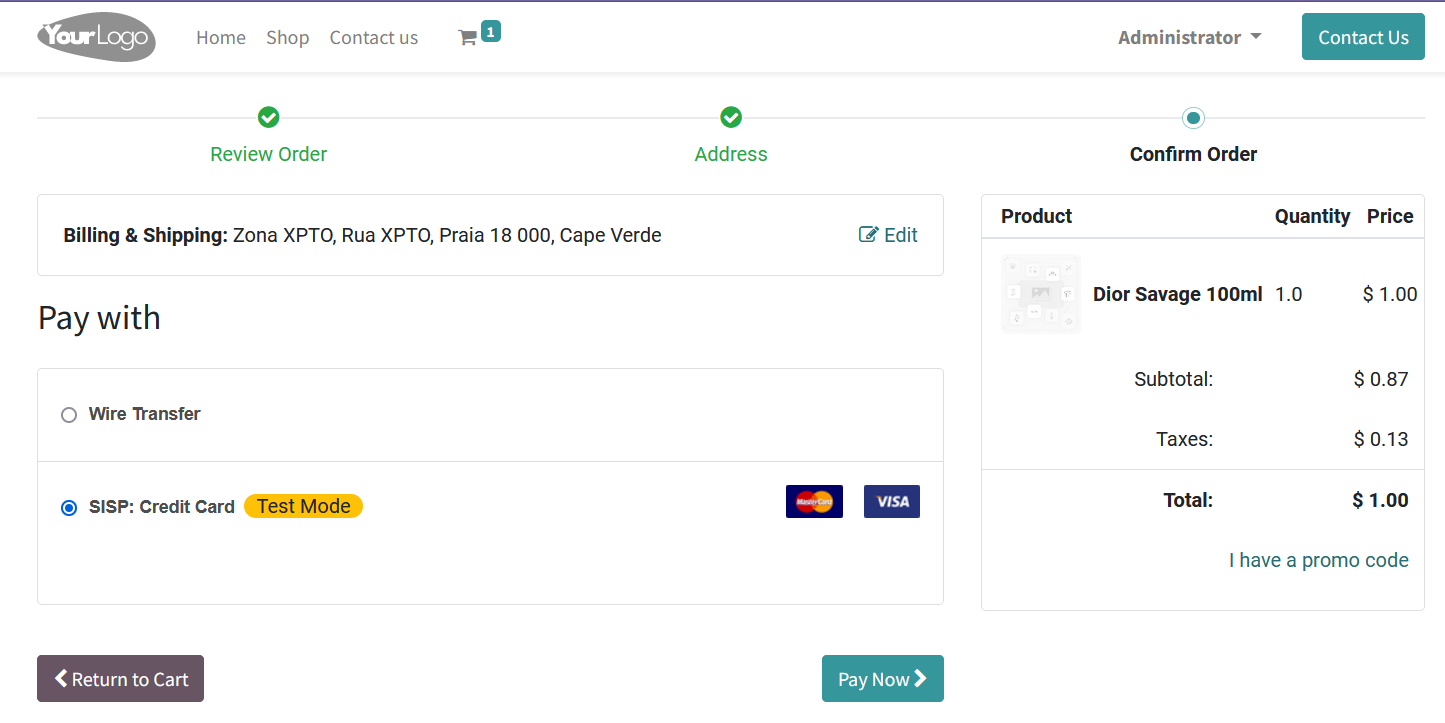 YourLogo
Home Shop Contact us 1
Administrator
Contact Us
Review Order
Address
Confirm Order
Billing & Shipping: Zona XPTO, Rua XPTO, Praia 18 000, Cape Verde
Edit
Pay with
Wire Transfer
SISP: Credit Card Test Mode
MasterCard
VISA
Return to Cart
Pay Now
Product Quantity Price
Dior Savage 100ml 1.0 $ 1.00
Subtotal: $ 0.87
Taxes: $ 0.13
Total: $ 1.00
I have a promo code